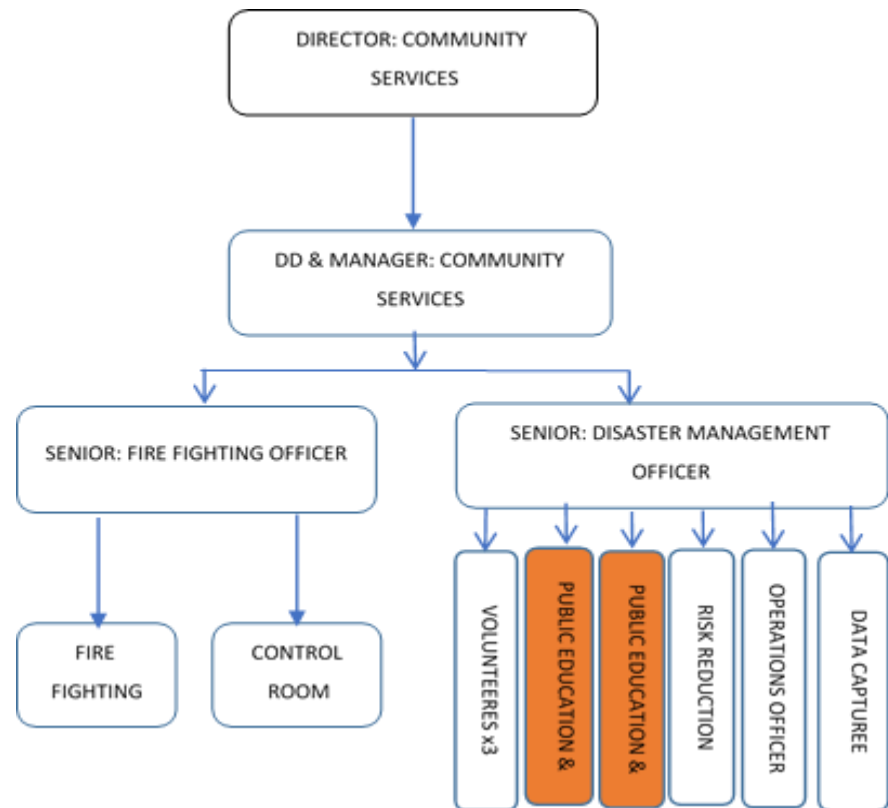 DIRECTOR: COMMUNITY
SERVICES
DD & MANAGER: COMMUNITY
SERVICES
SENIOR: FIRE FIGHTING OFFICER
SENIOR: DISASTER MANAGEMENT
OFFICER
FIRE
FIGHTING
CONTROL
ROOM
VOLUNTEERES x3
PUBLIC EDUCATION &
PUBLIC EDUCATION &
RISK REDUCTION
OPERATIONS OFFICER
DATA CAPTUREE